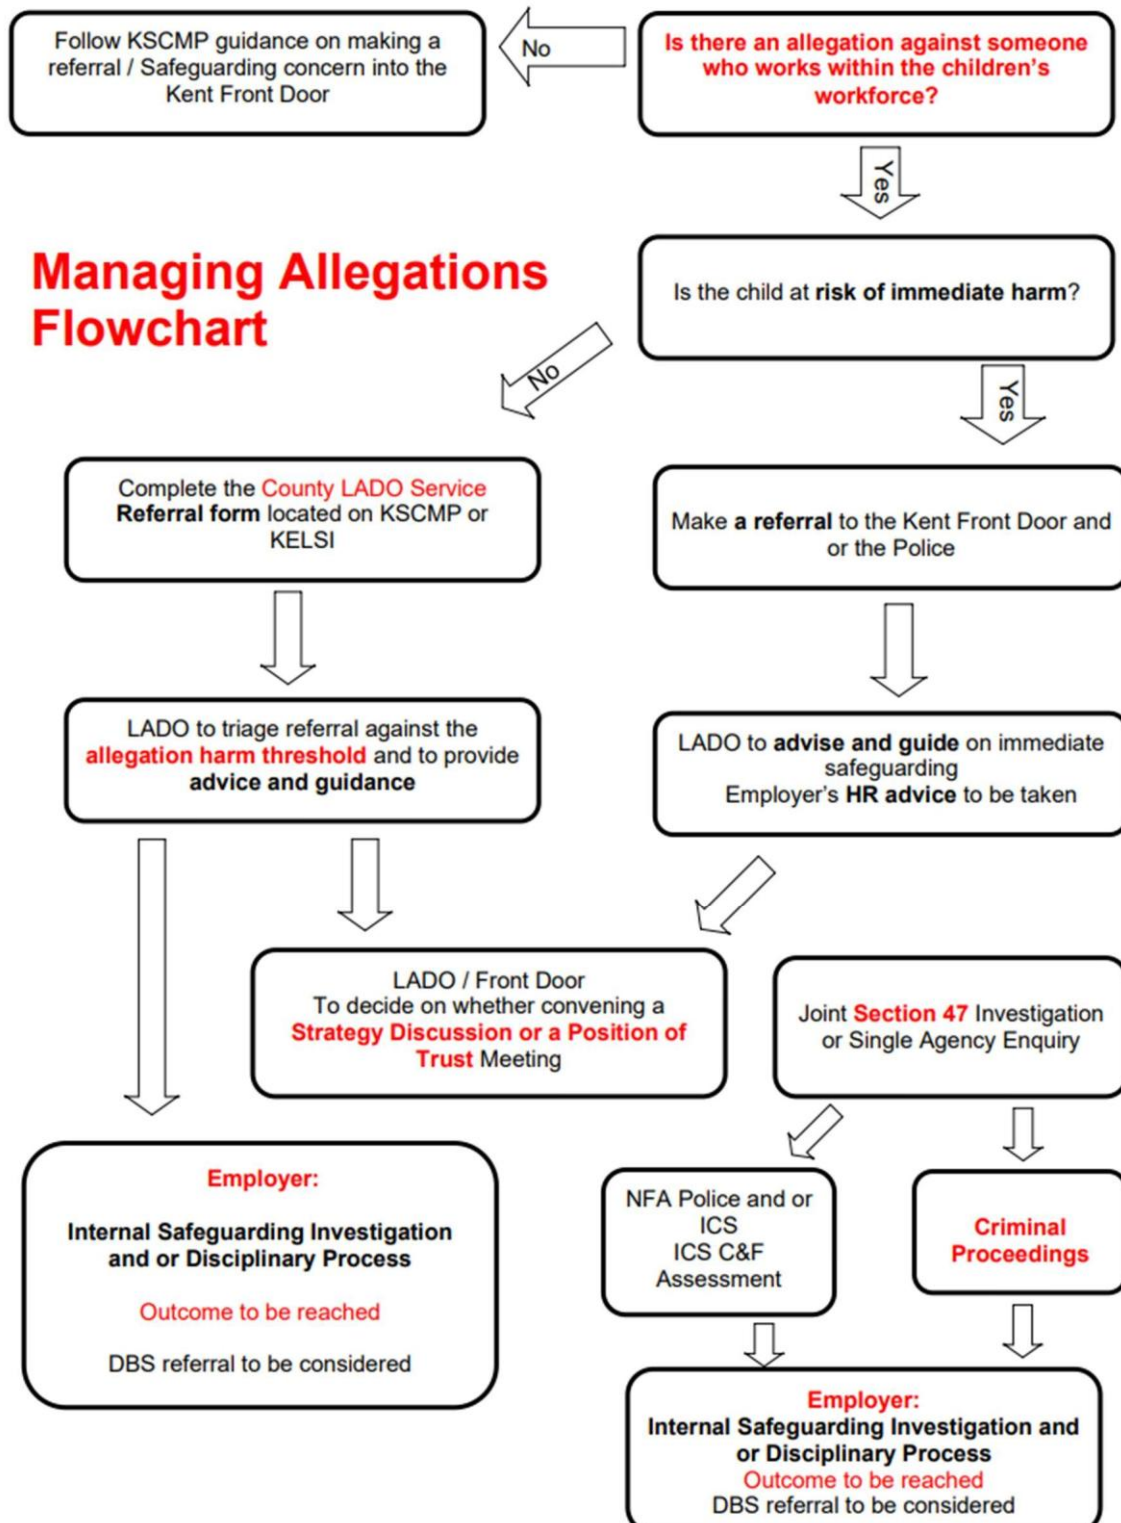 Follow KSCMP guidance on making a
referral / Safeguarding concern into the
Kent Front Door
No
Is there an allegation against someone
who works within the children's
workforce?
Yes
Managing Allegations
Flowchart
Is the child at risk of immediate harm?
No
Yes
Complete the County LADO Service
Referral form located on KSCMP or
KELSI
Make a referral to the Kent Front Door and
or the Police
LADO to triage referral against the
allegation harm threshold and to provide
advice and guidance
LADO to advise and guide on immediate
safeguarding
Employer's HR advice to be taken
LADO / Front Door
To decide on whether convening a
Strategy Discussion or a Position of
Trust Meeting
Joint Section 47 Investigation
or Single Agency Enquiry
Employer:
Internal Safeguarding Investigation
and or Disciplinary Process
Outcome to be reached
DBS referral to be considered
NFA Police and or
ICS
ICS C&F
Assessment
Criminal
Proceedings
Employer:
Internal Safeguarding Investigation and
or Disciplinary Process
Outcome to be reached
DBS referral to be considered